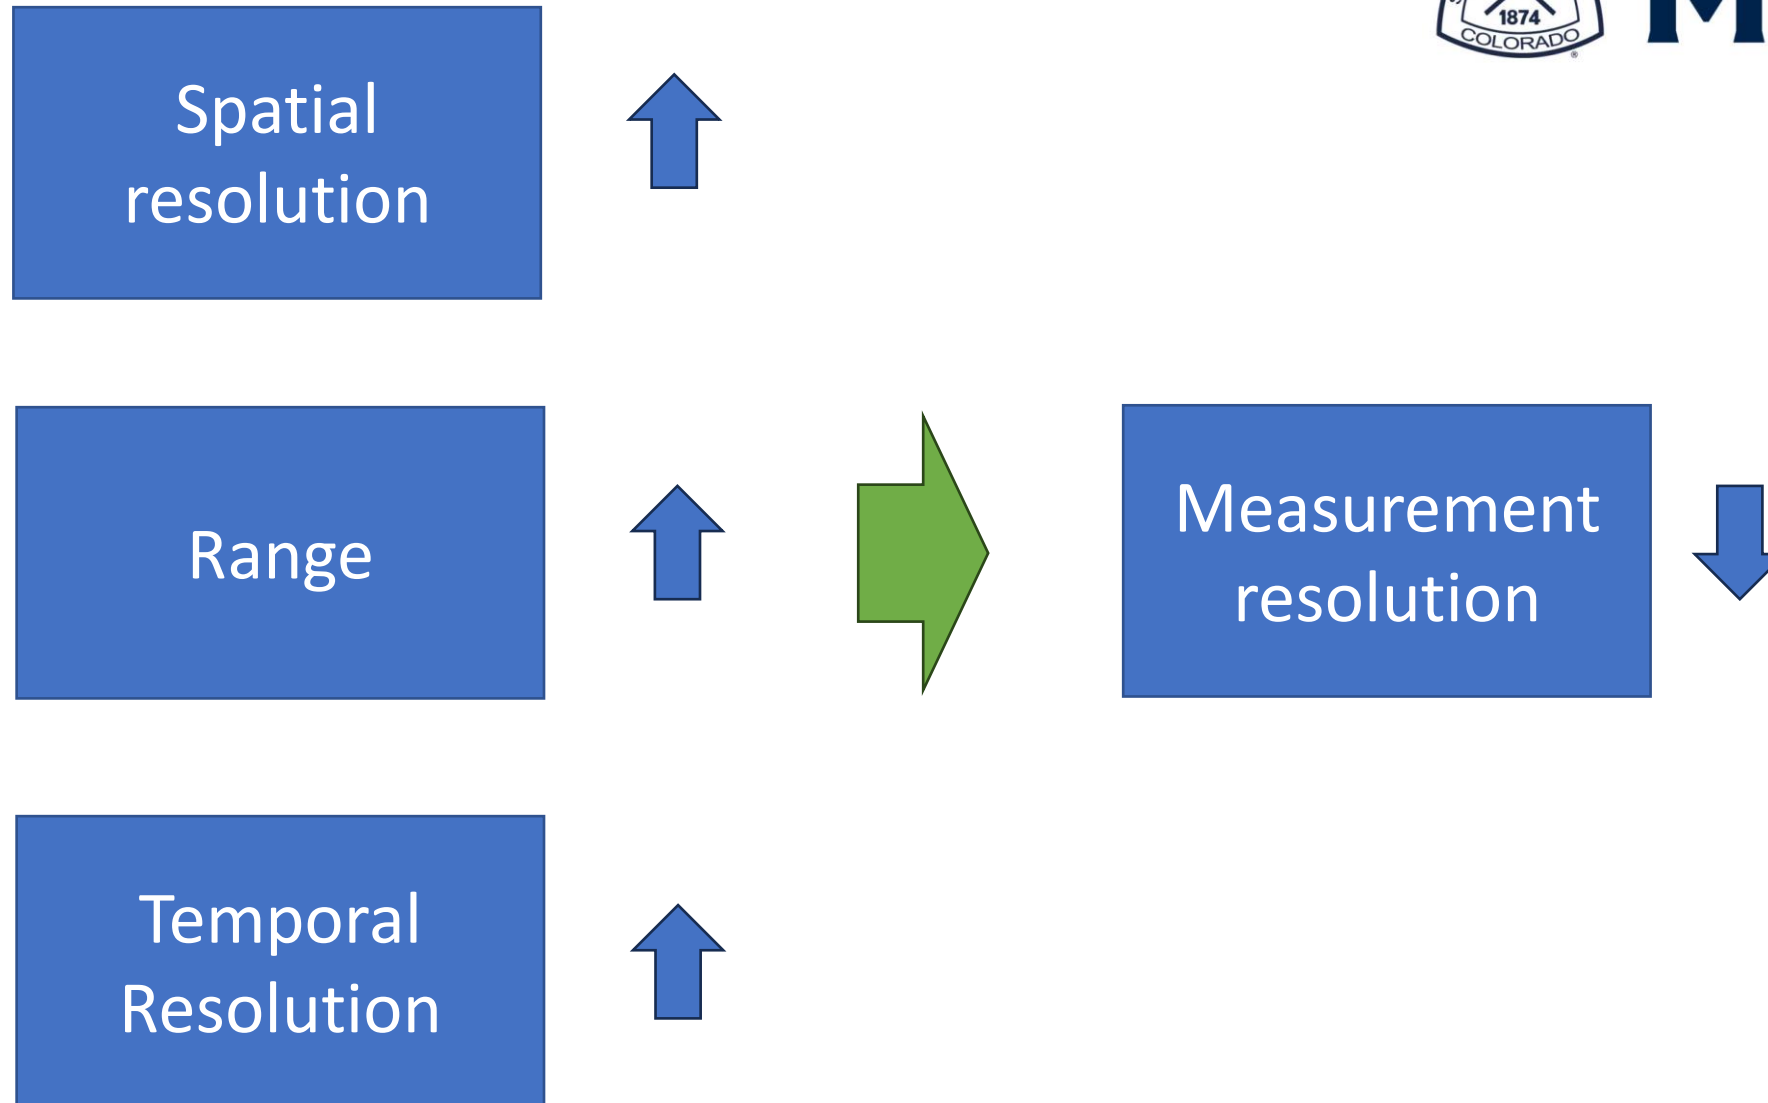 1874
COLORADO
M
Spatial
resolution
Range
Measurement
resolution
Temporal
Resolution